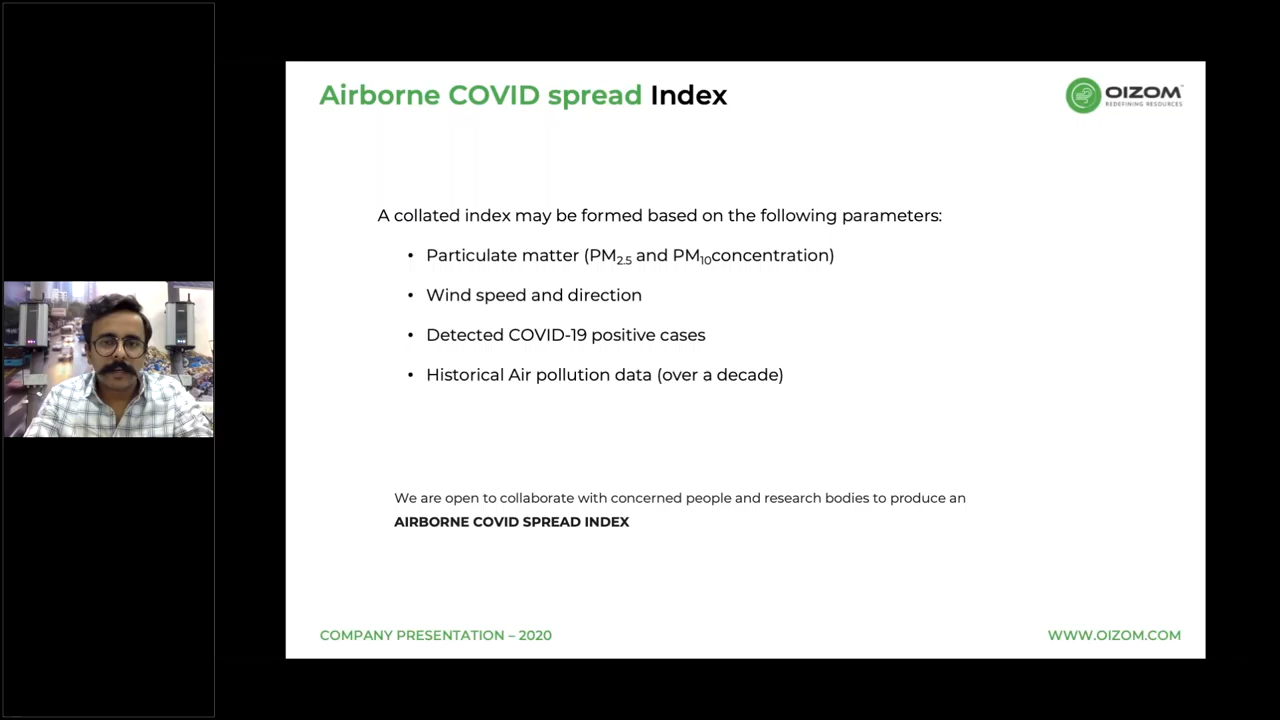 Airborne COVID spread Index
OIZOM™
REDEFINING RESOURCES
A collated index may be formed based on the following parameters:
• Particulate matter (PM2.5 and PM10concentration)
• Wind speed and direction
• Detected COVID-19 positive cases
• Historical Air pollution data (over a decade)
We are open to collaborate with concerned people and research bodies to produce an
AIRBORNE COVID SPREAD INDEX
COMPANY PRESENTATION – 2020
WWW.OIZOM.COM